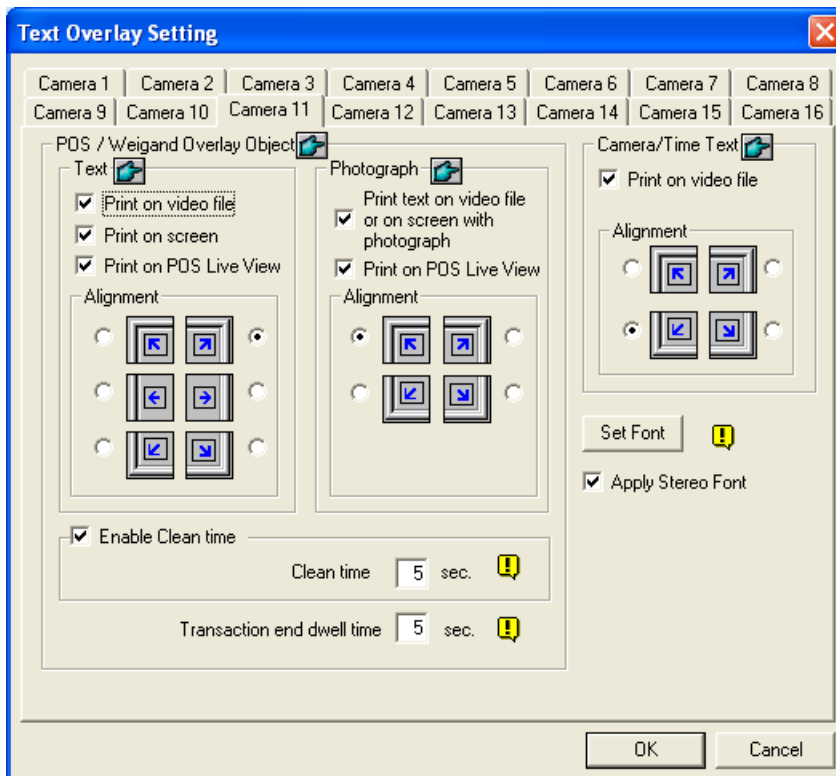 Text Overlay Setting
Camera 1 Camera 2 Camera 3 Camera 4 Camera 5 Camera 6 Camera 7 Camera 8
Camera 9 Camera 10 Camera 11 Camera 12 Camera 13 Camera 14 Camera 15 Camera 16
POS / Weigand Overlay Object
Text
Print on video file
Print on screen
Print on POS Live View
Alignment
Photograph
Print text on video file
or on screen with
photograph
Print on POS Live View
Alignment
Camera/Time Text
Print on video file
Alignment
Set Font
Apply Stereo Font
Enable Clean time
Clean time 5 sec.
Transaction end dwell time 5 sec.
OK Cancel